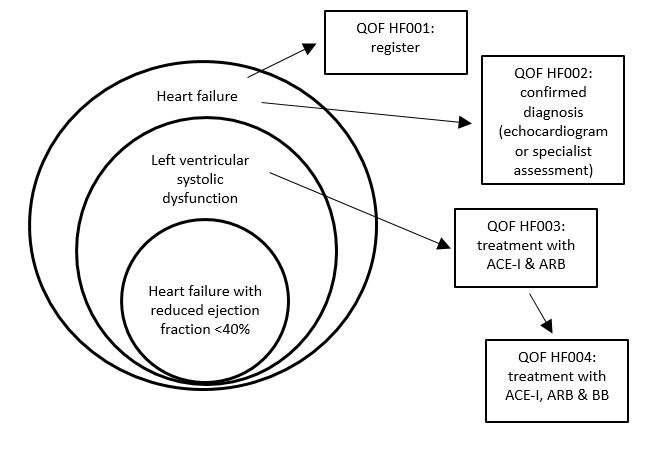 QOF HF001:
register
Heart failure
QOF HF002:
confirmed
diagnosis
(echocardiogram
or specialist
assessment)
Left ventricular
systolic
dysfunction
QOF HF003:
treatment with
ACE-I & ARB
Heart failure with
reduced ejection
fraction <40%
QOF HF004:
treatment with
ACE-I, ARB & BB